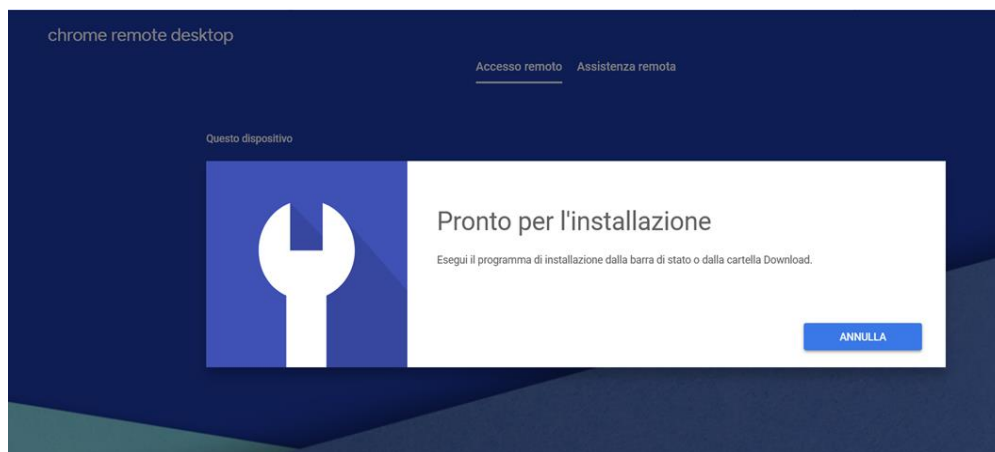 chrome remote desktop
Accesso remoto Assistenza remota
Questo dispositivo
Pronto per l'installazione
Esegui il programma di installazione dalla barra di stato o dalla cartella Download.
ANNULLA